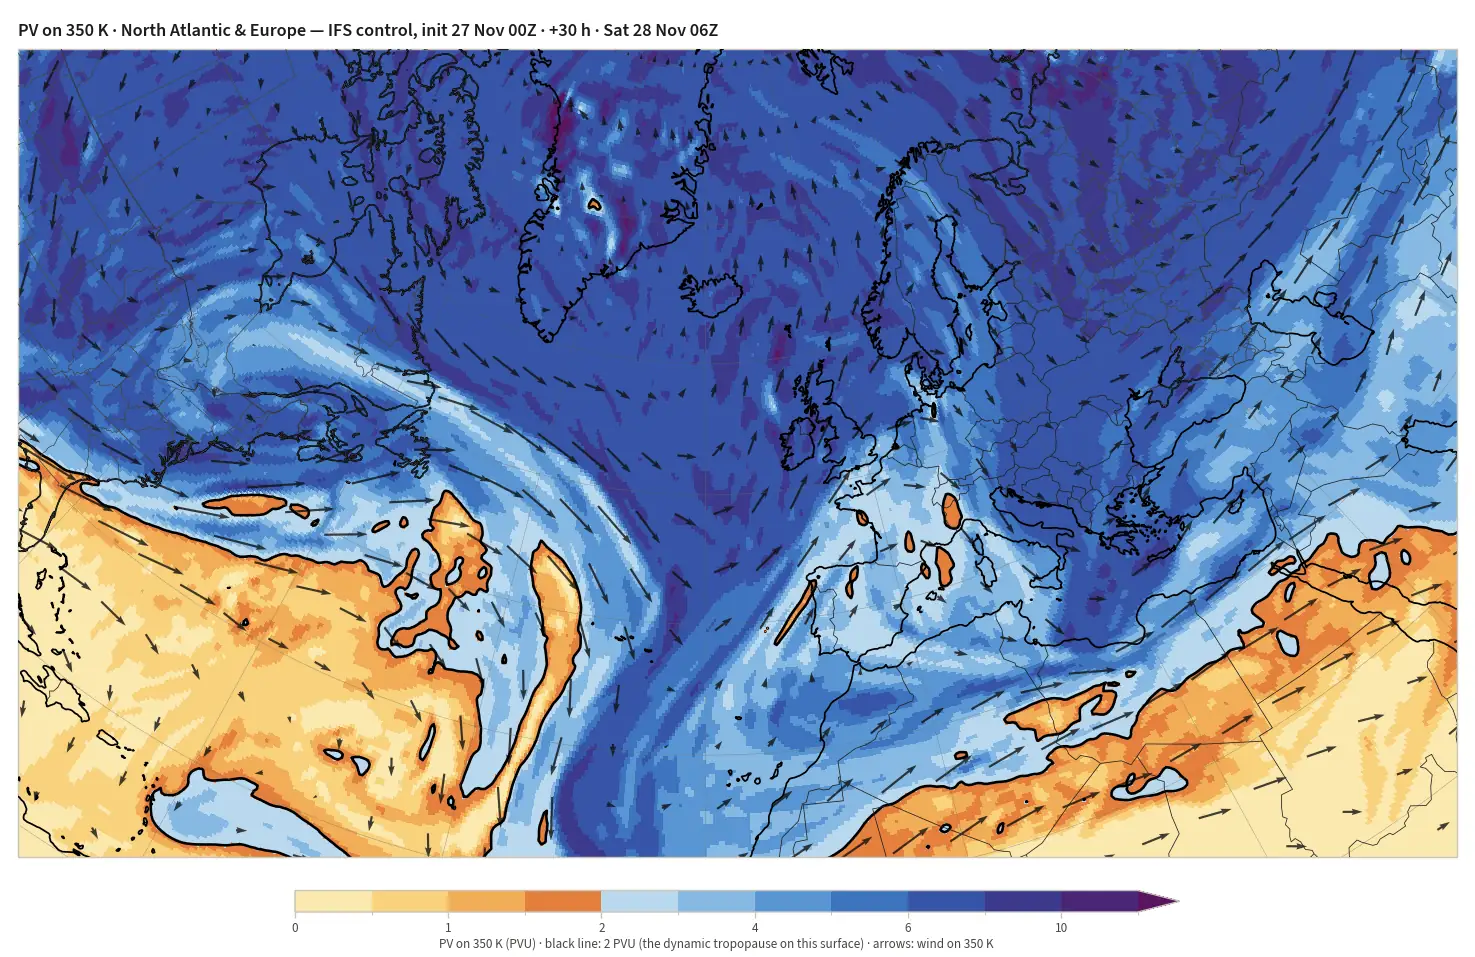 PV on 350 K · North Atlantic & Europe — IFS control, init 27 Nov 00Z · +30 h · Sat 28 Nov 06Z
0 1 2 4 6 10
PV on 350 K (PVU) · black line: 2 PVU (the dynamic tropopause on this surface) · arrows: wind on 350 K